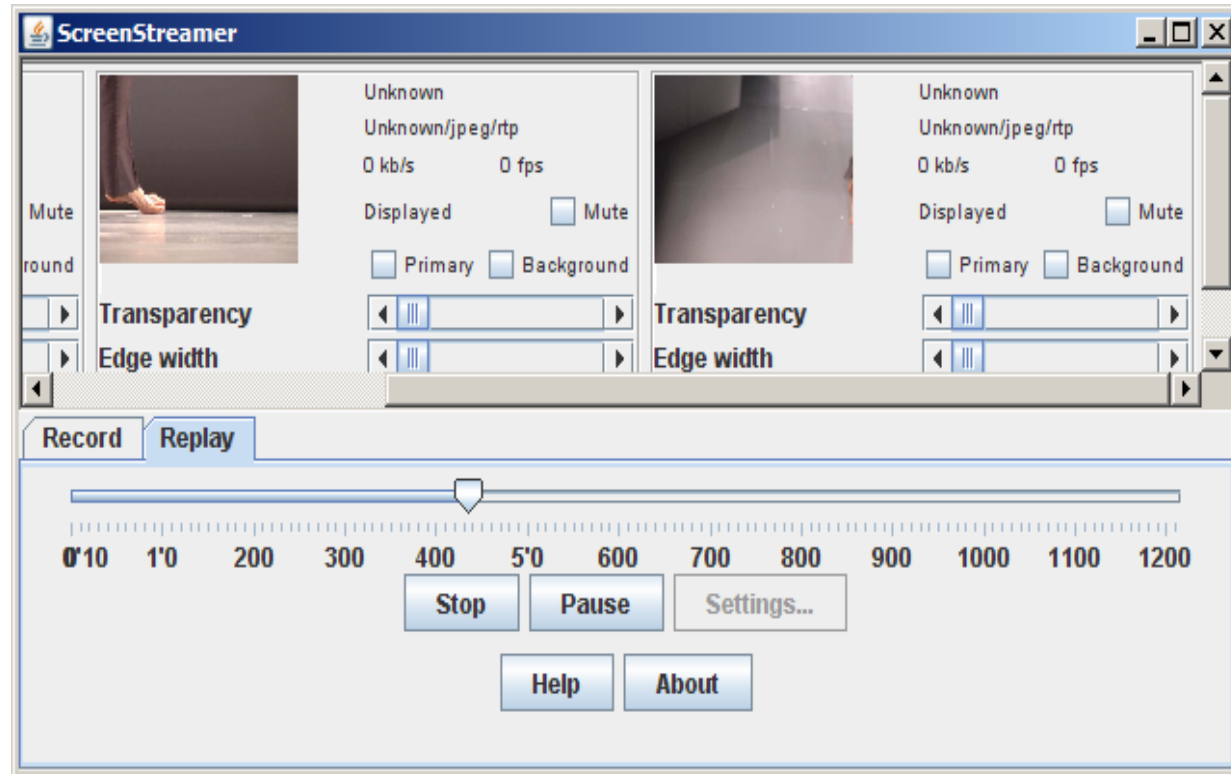 ScreenStreamer
Unknown Unknown
Unknown/jpeg/rtp Unknown/jpeg/rtp
0 kb/s 0 fps 0 kb/s 0 fps
Mute Displayed Mute Displayed Mute
round Primary Background Primary Background
Transparency Transparency
Edge width Edge width
Record Replay
0'10 1'0 200 300 400 5'0 600 700 800 900 1000 1100 1200
Stop Pause Settings...
Help About